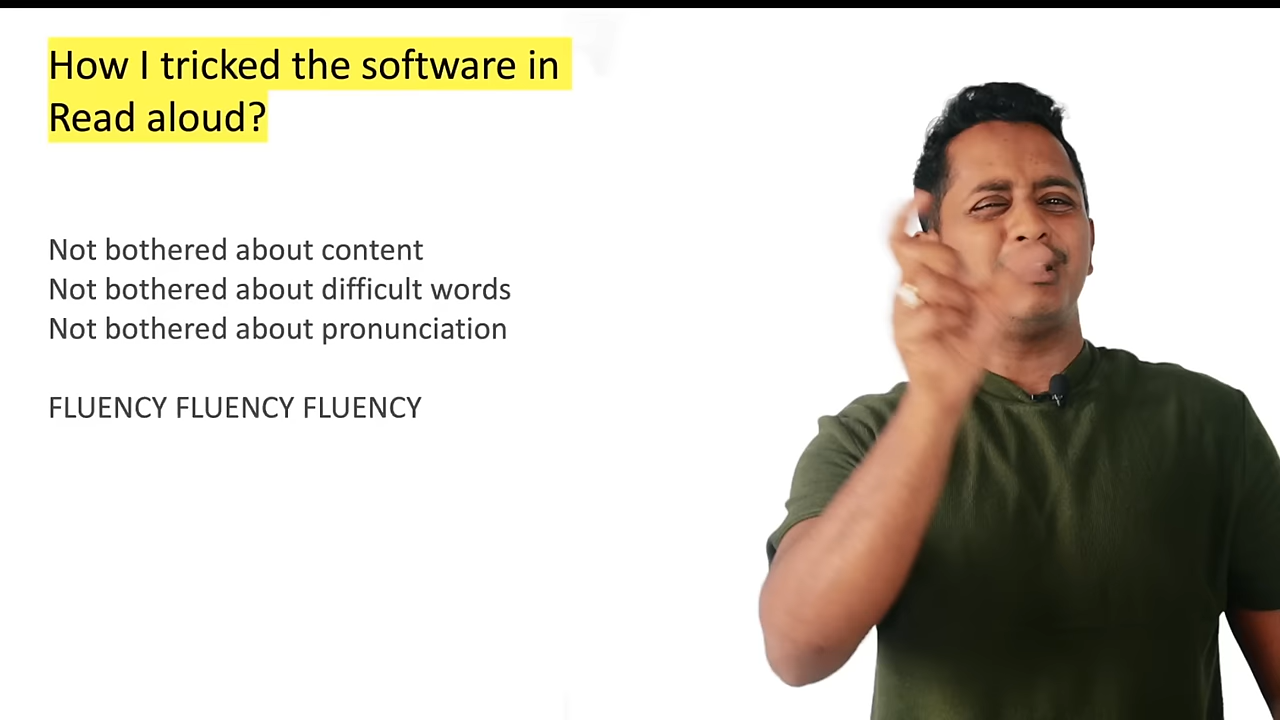 How I tricked the software in
Read aloud?
Not bothered about content
Not bothered about difficult words
Not bothered about pronunciation
FLUENCY FLUENCY FLUENCY